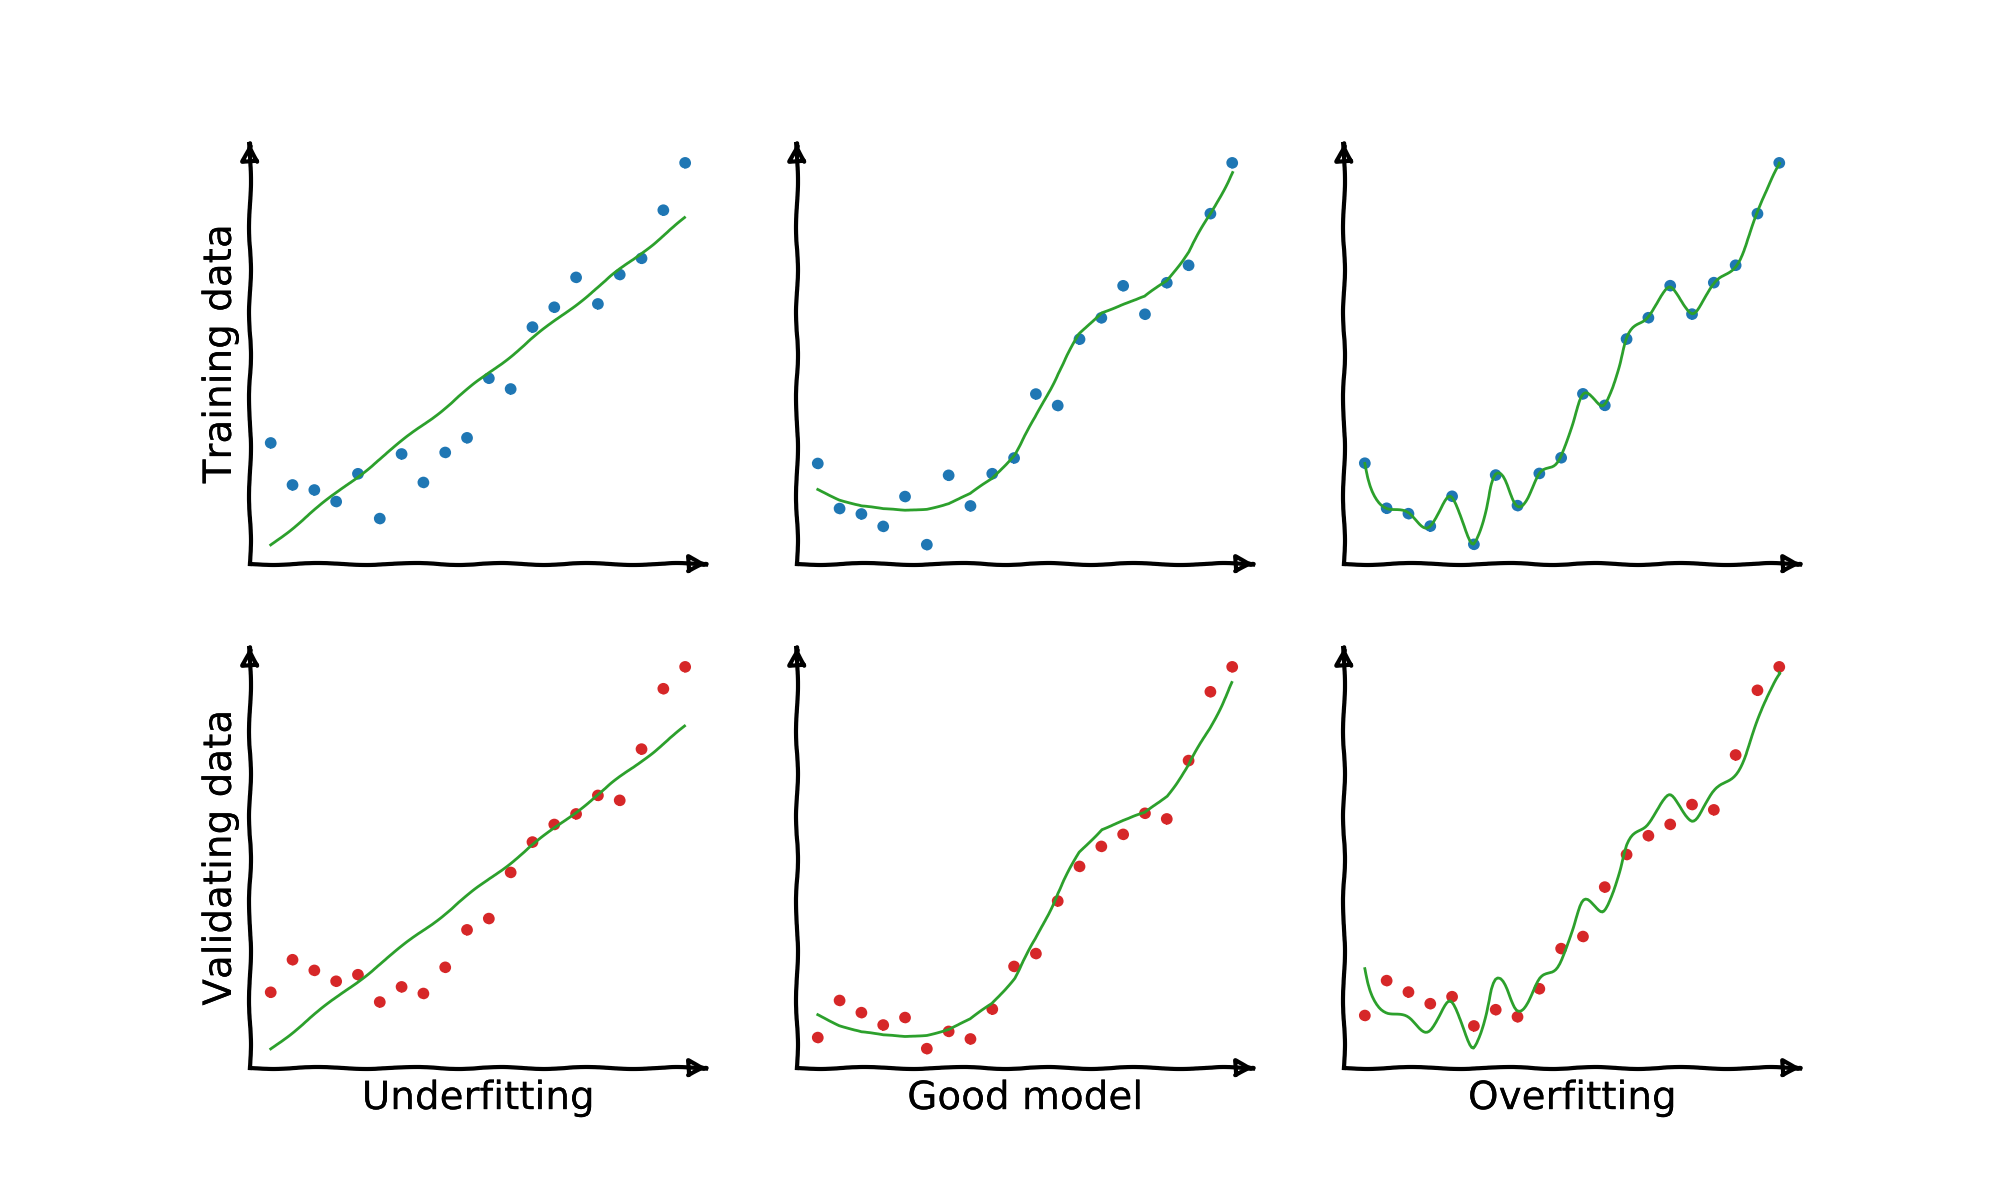 Training data
Validating data
Underfitting
Good model
Overfitting